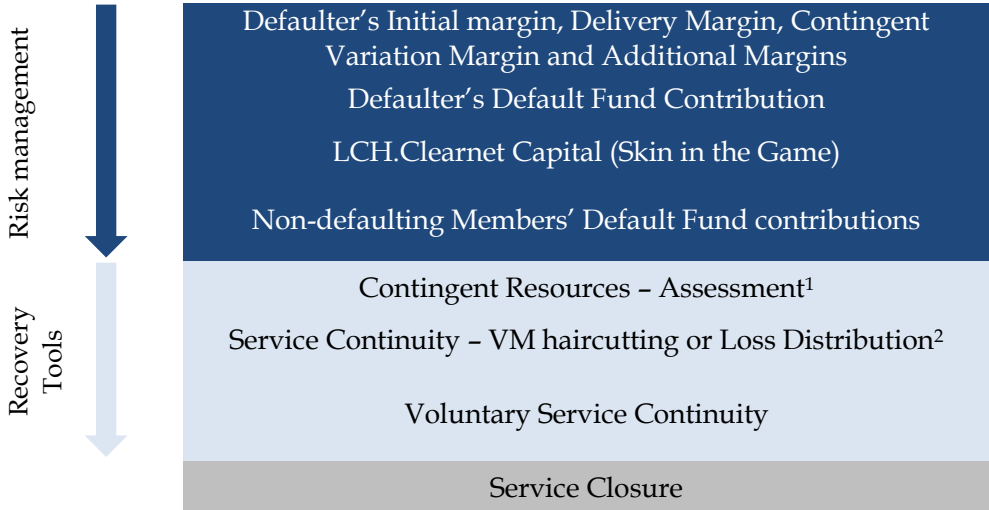 Risk management
Defaulter’s Initial margin, Delivery Margin, Contingent
Variation Margin and Additional Margins
Defaulter’s Default Fund Contribution
LCH.Clearnet Capital (Skin in the Game)
Non-defaulting Members’ Default Fund contributions
Recovery
Tools
Contingent Resources – Assessment¹
Service Continuity – VM haircutting or Loss Distribution²
Voluntary Service Continuity
Service Closure